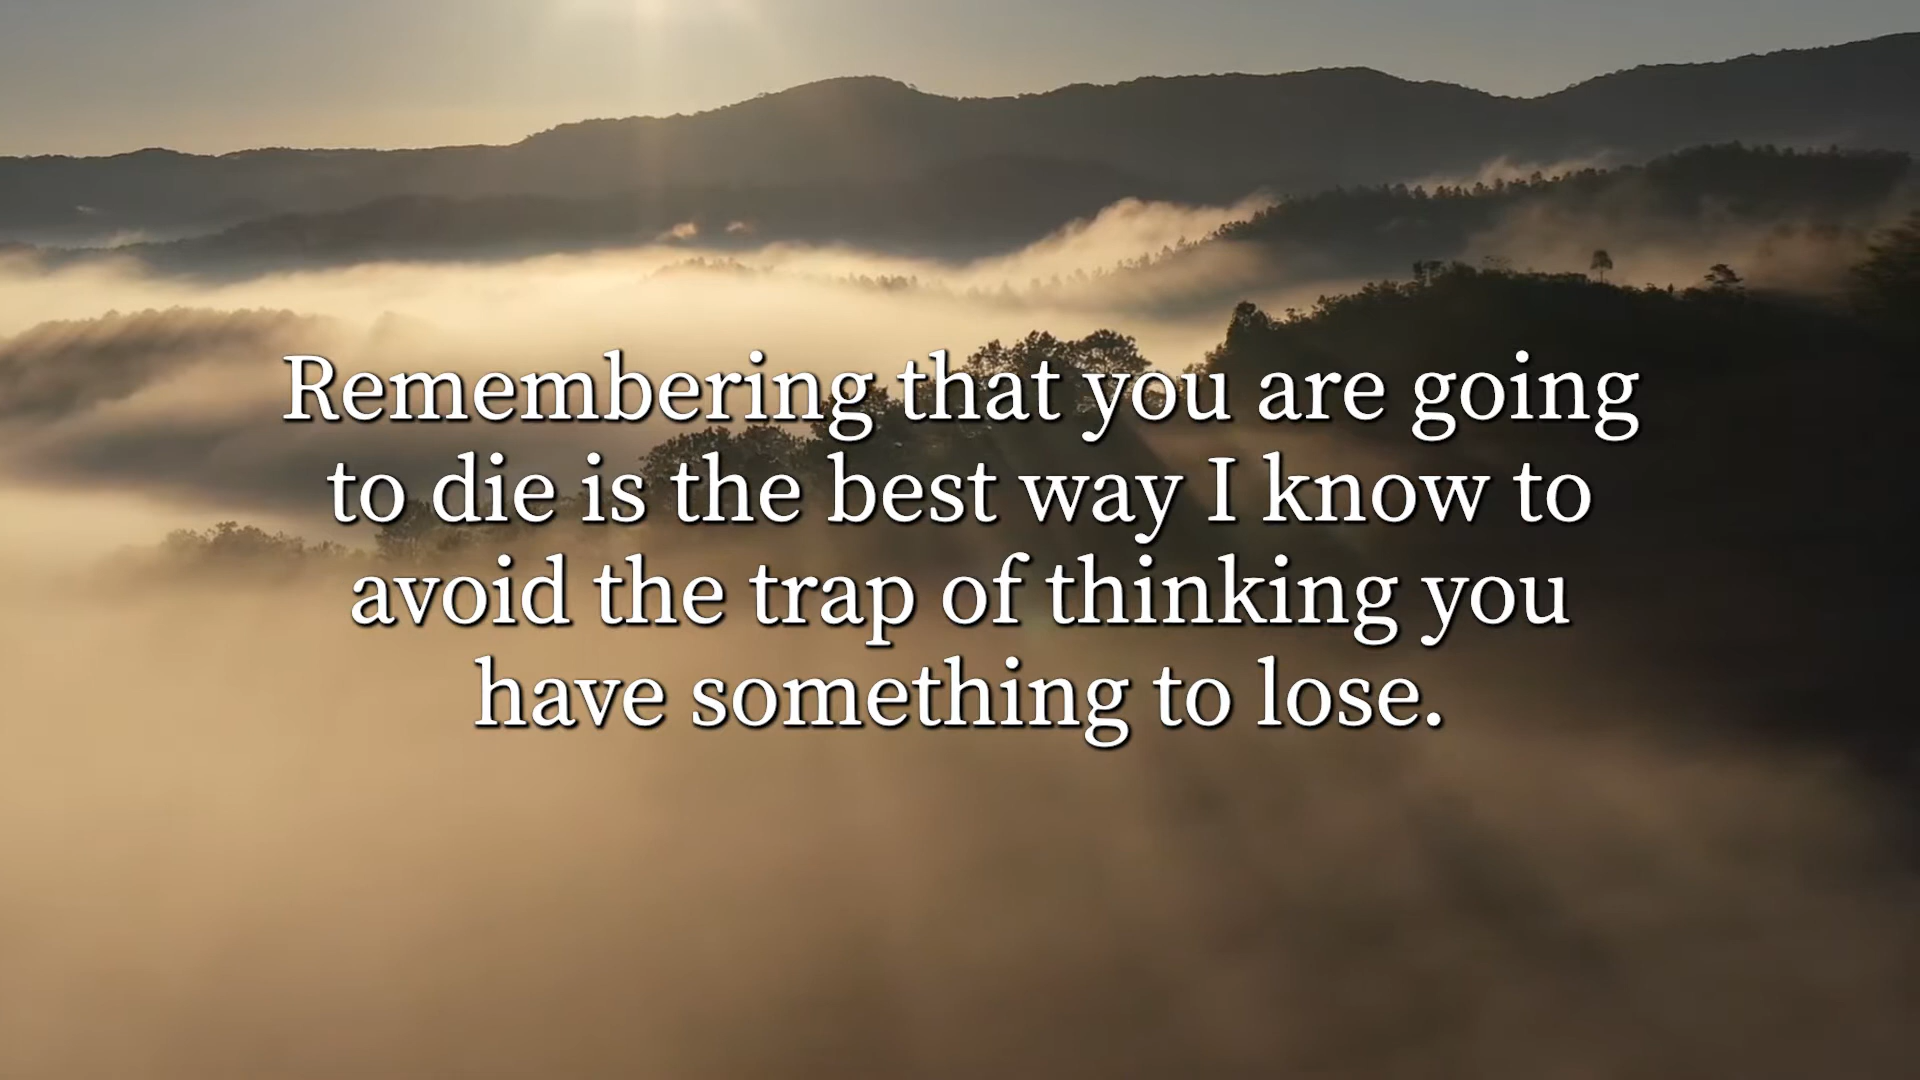 Remembering that you are going
to die is the best way I know to
avoid the trap of thinking you
have something to lose.